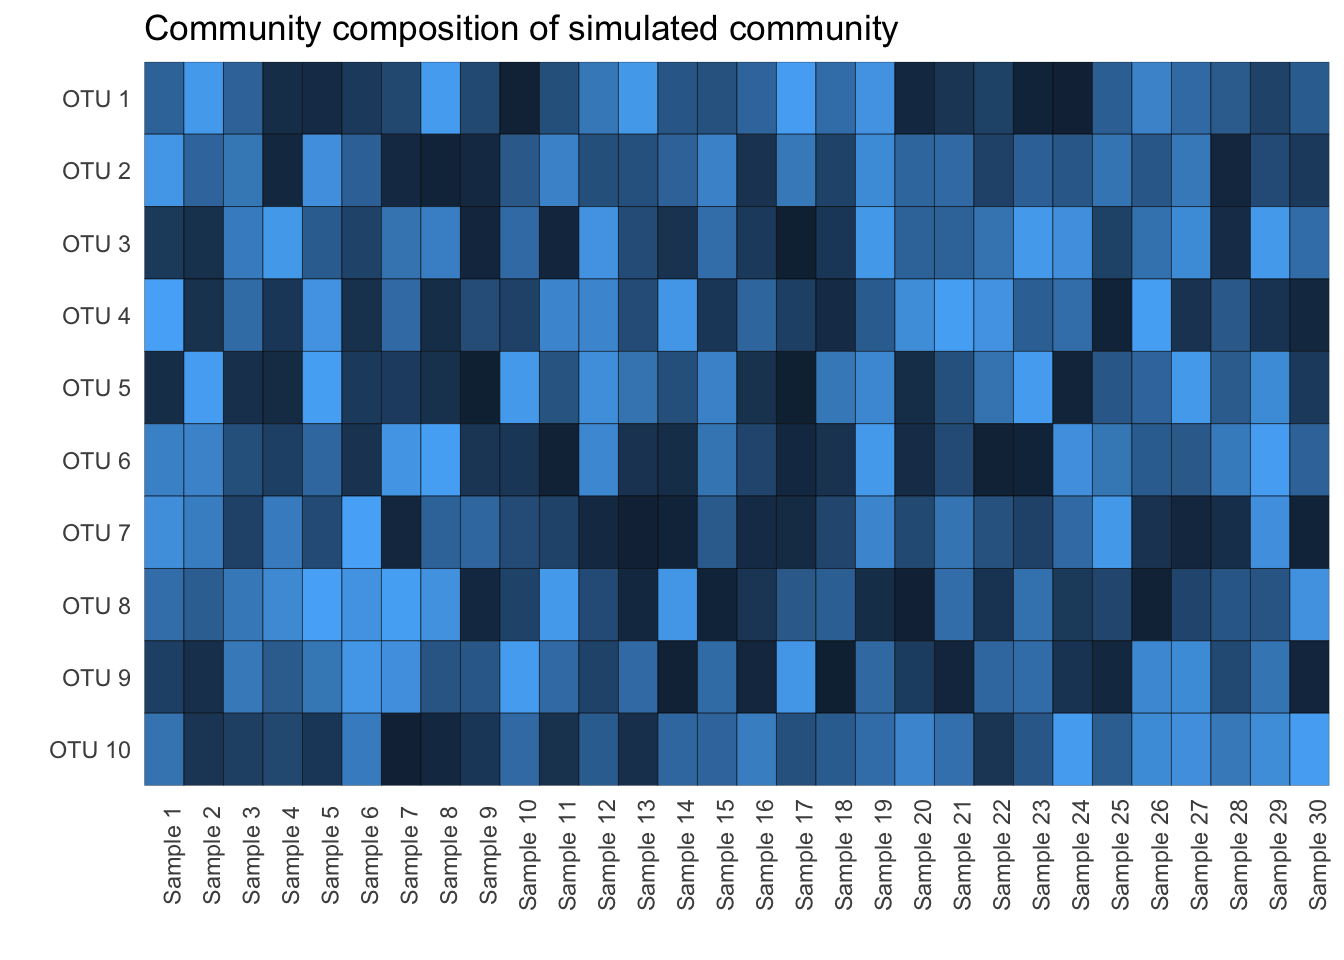 Community composition of simulated community
OTU 1
OTU 2
OTU 3
OTU 4
OTU 5
OTU 6
OTU 7
OTU 8
OTU 9
OTU 10
Sample 1
Sample 2
Sample 3
Sample 4
Sample 5
Sample 6
Sample 7
Sample 8
Sample 9
Sample 10
Sample 11
Sample 12
Sample 13
Sample 14
Sample 15
Sample 16
Sample 17
Sample 18
Sample 19
Sample 20
Sample 21
Sample 22
Sample 23
Sample 24
Sample 25
Sample 26
Sample 27
Sample 28
Sample 29
Sample 30